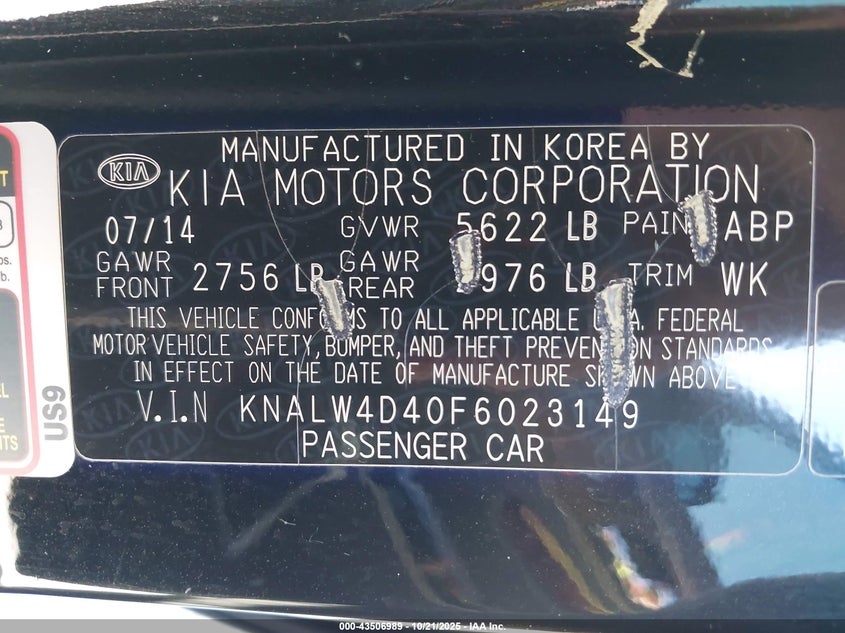 MANUFACTURED IN KOREA BY
KIA KIA MOTORS CORPORATION
07/14 GVWR 5622 LB PAIN ABP
GAWR FRONT 2756 LB GAWR REAR 976 LB TRIM WK
THIS VEHICLE CONF MS TO ALL APPLICABLE U A. FEDERAL
MOTOR VEHICLE SAFETY, BUMPER, AND THEFT PREVEN ON STANDARDS
IN EFFECT ON THE DATE OF MANUFACTURE S WN ABOVE
V.I.N KNALW4D40F6023149
PASSENGER CAR
US9
000-43506989 - 10/21/2025 - IAA Inc.